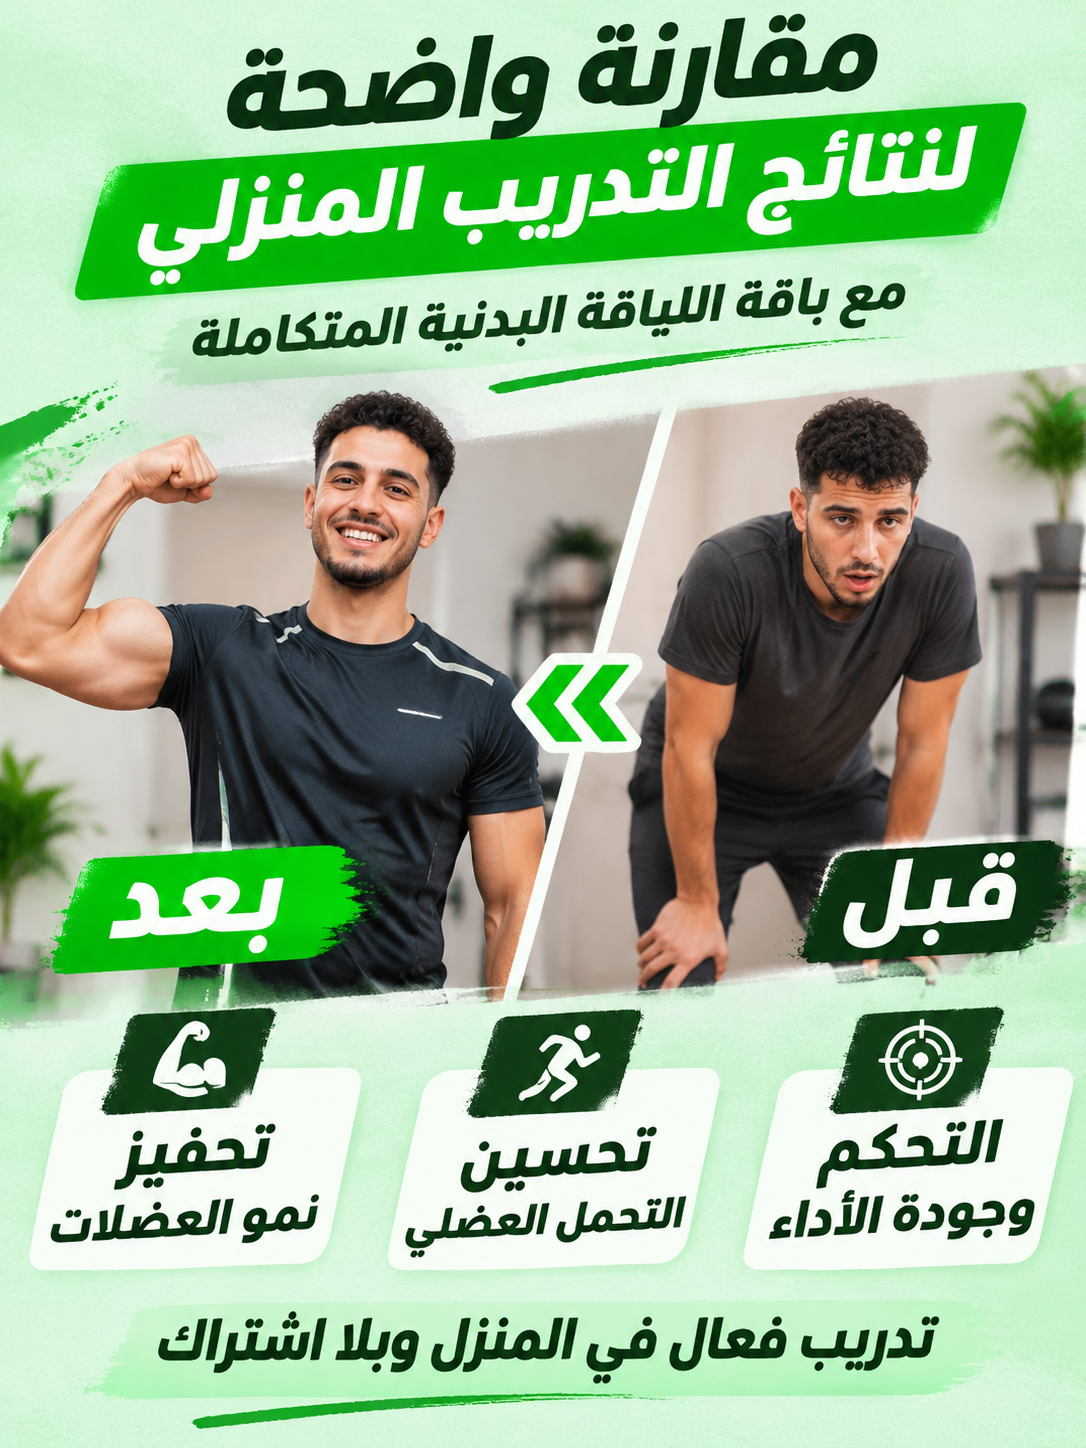 مقارنة واضحة
لنتائج التدريب المنزلي
مع باقة اللياقة البدنية المتكاملة
قبل
بعد
التحكم
وجودة الأداء
تحسين
التحمل العضلي
تحفيز
نمو العضلات
تدريب فعال في المنزل وبلا اشتراك